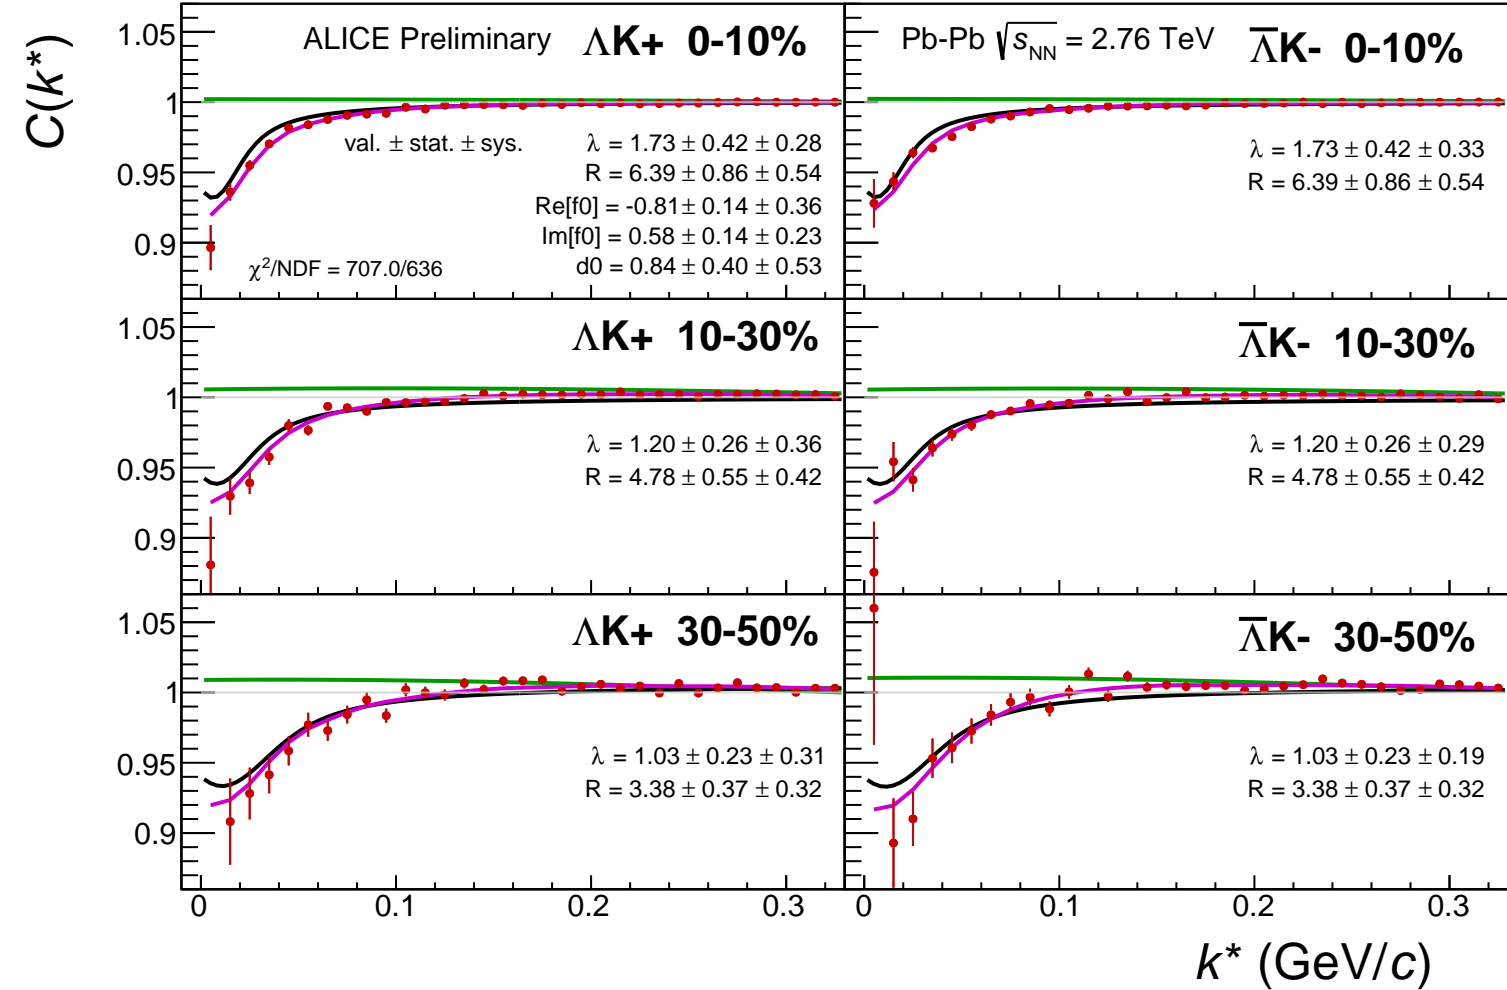 C(k*)
ALICE Preliminary ΛK+ 0-10%
val. ± stat. ± sys.
λ = 1.73 ± 0.42 ± 0.28
R = 6.39 ± 0.86 ± 0.54
Re[f0] = -0.81± 0.14 ± 0.36
Im[f0] = 0.58 ± 0.14 ± 0.23
d0 = 0.84 ± 0.40 ± 0.53
χ²/NDF = 707.0/636
1.05
1
0.95
0.9
Pb-Pb √sNN = 2.76 TeV Λ̅K- 0-10%
λ = 1.73 ± 0.42 ± 0.33
R = 6.39 ± 0.86 ± 0.54
ΛK+ 10-30%
λ = 1.20 ± 0.26 ± 0.36
R = 4.78 ± 0.55 ± 0.42
1.05
1
0.95
0.9
Λ̅K- 10-30%
λ = 1.20 ± 0.26 ± 0.29
R = 4.78 ± 0.55 ± 0.42
ΛK+ 30-50%
λ = 1.03 ± 0.23 ± 0.31
R = 3.38 ± 0.37 ± 0.32
1.05
1
0.95
0.9
Λ̅K- 30-50%
λ = 1.03 ± 0.23 ± 0.19
R = 3.38 ± 0.37 ± 0.32
0 0.1 0.2 0.3
0 0.1 0.2 0.3
k* (GeV/c)